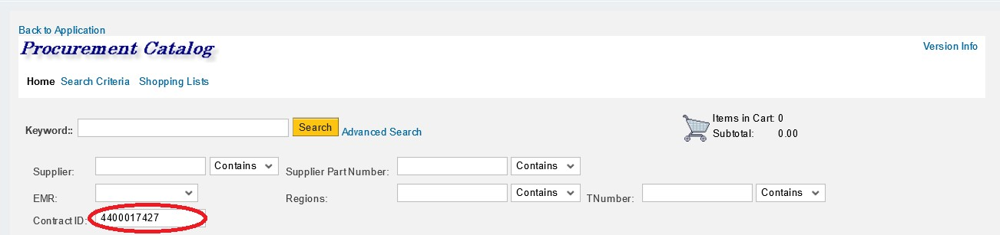 Back to Application
Procurement Catalog
Version Info
Home Search Criteria Shopping Lists
Keyword:: Search Advanced Search
Items in Cart: 0
Subtotal: 0.00
Supplier: Contains Supplier Part Number: Contains
EMR: Regions: Contains TNumber: Contains
Contract ID: 4400017427